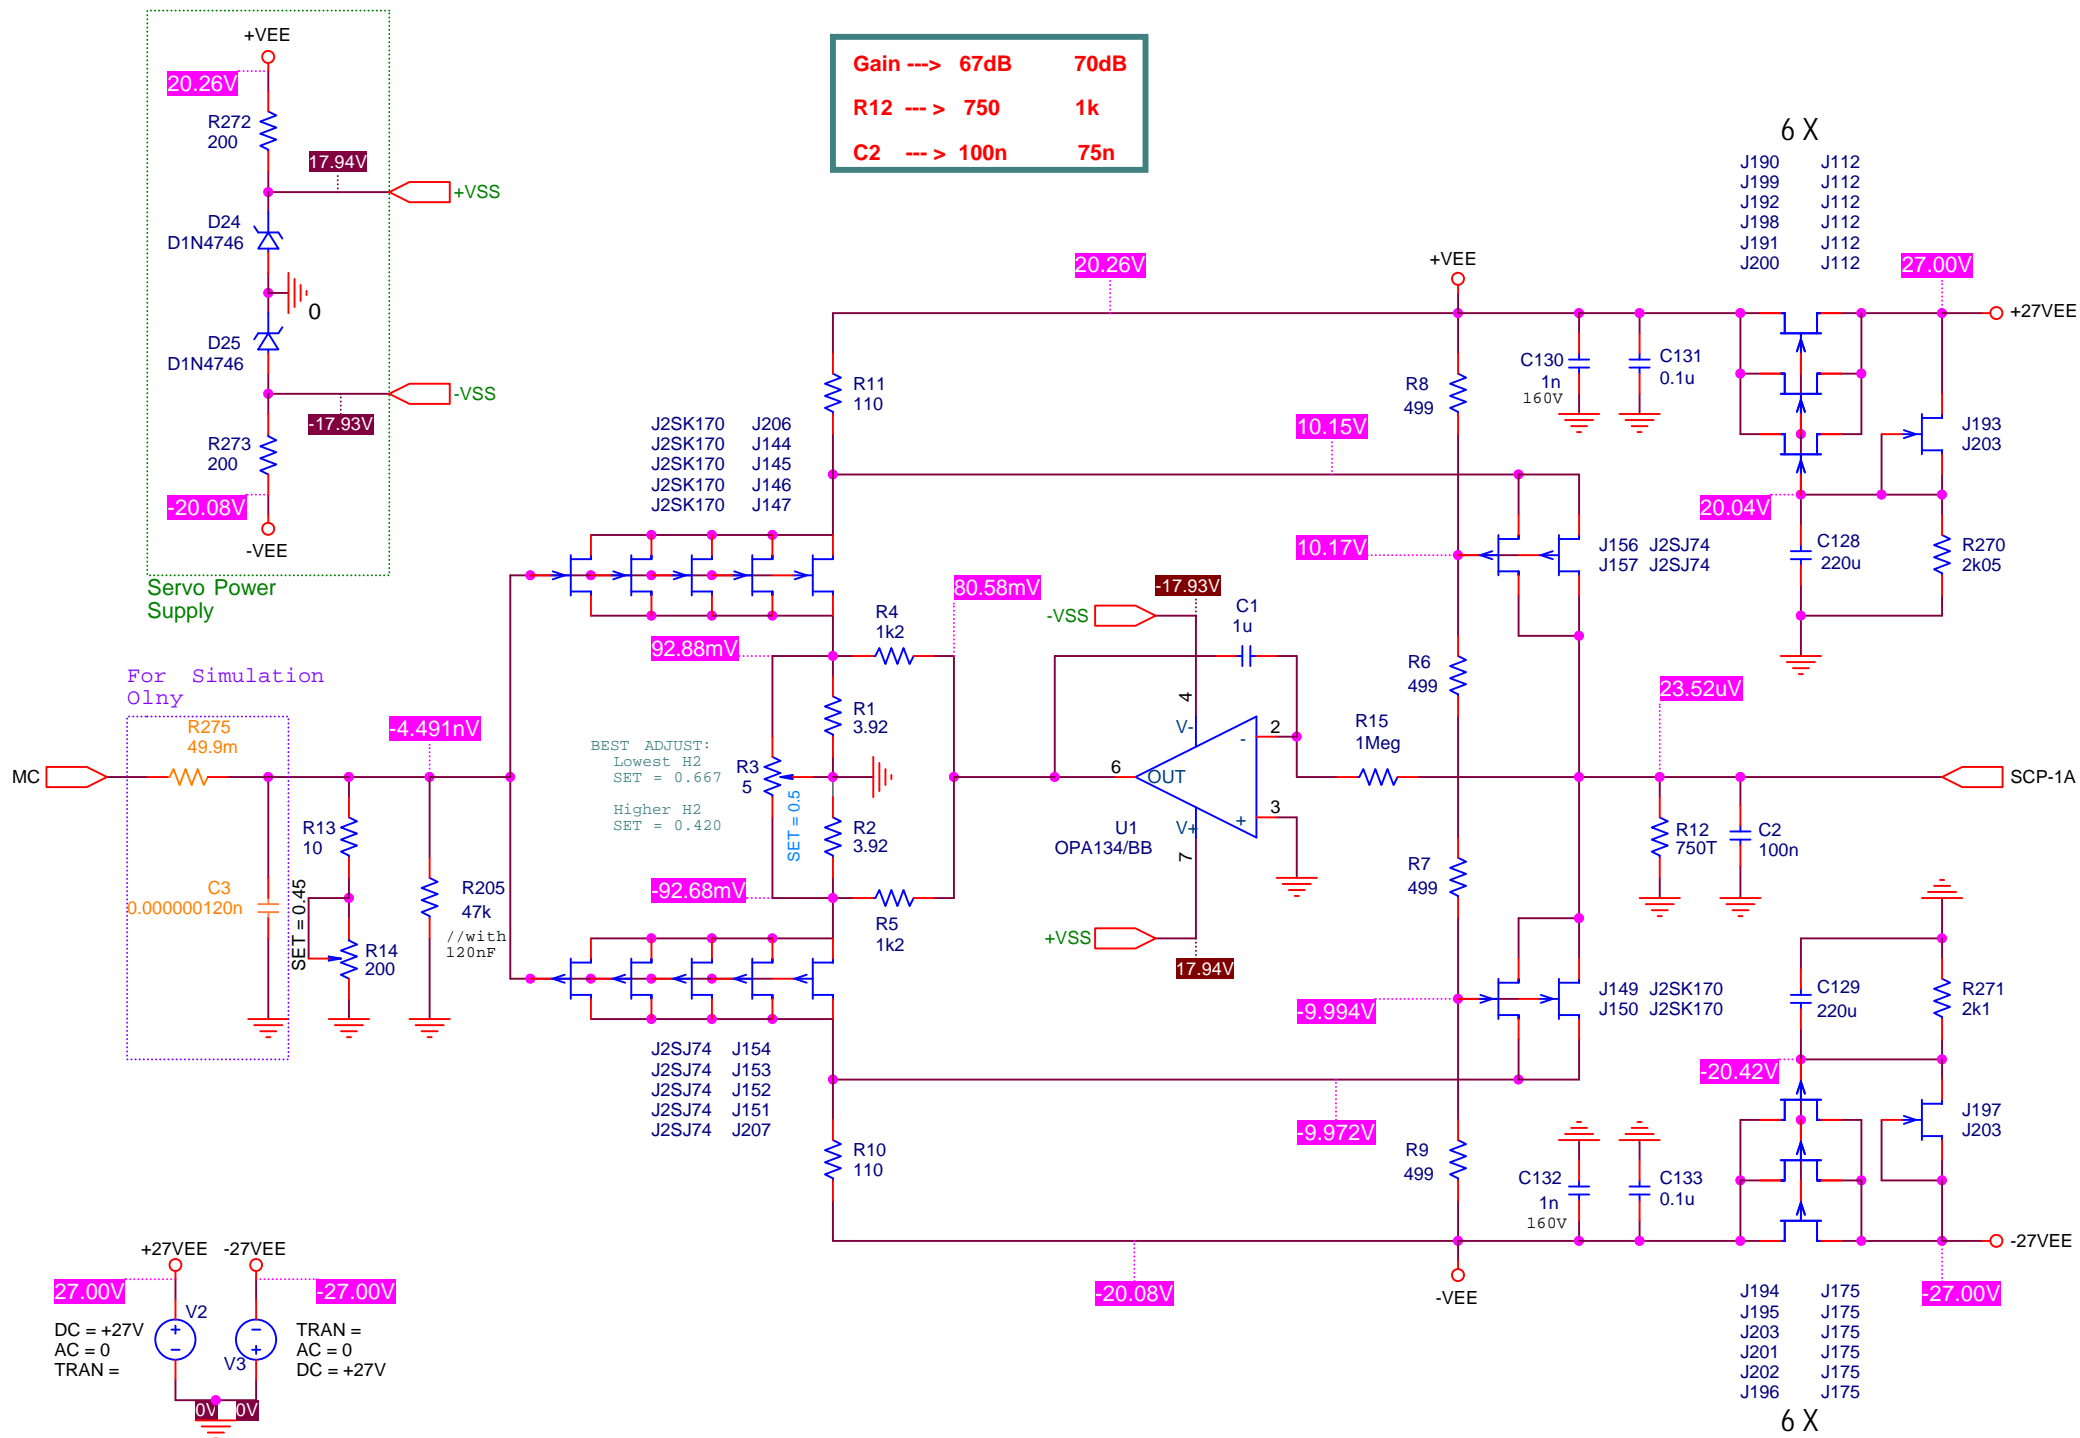 +VEE
20.26V
R272
200
17.94V
+VSS
D24
D1N4746
0
D25
D1N4746
-VSS
-17.93V
R273
200
-20.08V
-VEE
Servo Power
Supply
Gain ---> 67dB 70dB
R12 --- > 750 1k
C2 --- > 100n 75n
6 X
J190 J112
J199 J112
J192 J112
J198 J112
J191 J112
J200 J112
27.00V
+27VEE
20.26V
+VEE
C130
1n
160V
C131
0.1u
R11
110
R8
499
10.15V
J193
J203
20.04V
C128
220u
R270
2k05
J2SK170 J206
J2SK170 J144
J2SK170 J145
J2SK170 J146
J2SK170 J147
10.17V
J156 J2SJ74
J157 J2SJ74
80.58mV
R4
1k2
92.88mV
-17.93V
-VSS
C1
1u
R6
499
23.52uV
For Simulation
Olny
R275
49.9m
-4.491nV
MC
BEST ADJUST:
Lowest H2
SET = 0.667
Higher H2
SET = 0.420
R3
5
SET = 0.5
R1
3.92
R2
3.92
4
V-
2
-
6
OUT
3
+
V+
7
U1
OPA134/BB
R15
1Meg
SCP-1A
R12
750T
C2
100n
R7
499
R13
10
C3
0.000000120n
SET = 0.45
R14
200
R205
47k
//with
120nF
-92.68mV
R5
1k2
+VSS
17.94V
-9.994V
J149 J2SK170
J150 J2SK170
C129
220u
R271
2k1
J2SJ74 J154
J2SJ74 J153
J2SJ74 J152
J2SJ74 J151
J2SJ74 J207
-20.42V
-9.972V
J197
J203
R10
110
R9
499
C132
1n
160V
C133
0.1u
-27VEE
-20.08V
-VEE
-27.00V
J194 J175
J195 J175
J203 J175
J201 J175
J202 J175
J196 J175
6 X
+27VEE -27VEE
27.00V
-27.00V
V2
+
-
DC = +27V
AC = 0
TRAN =
-
+
V3
TRAN =
AC = 0
DC = +27V
0V 0V